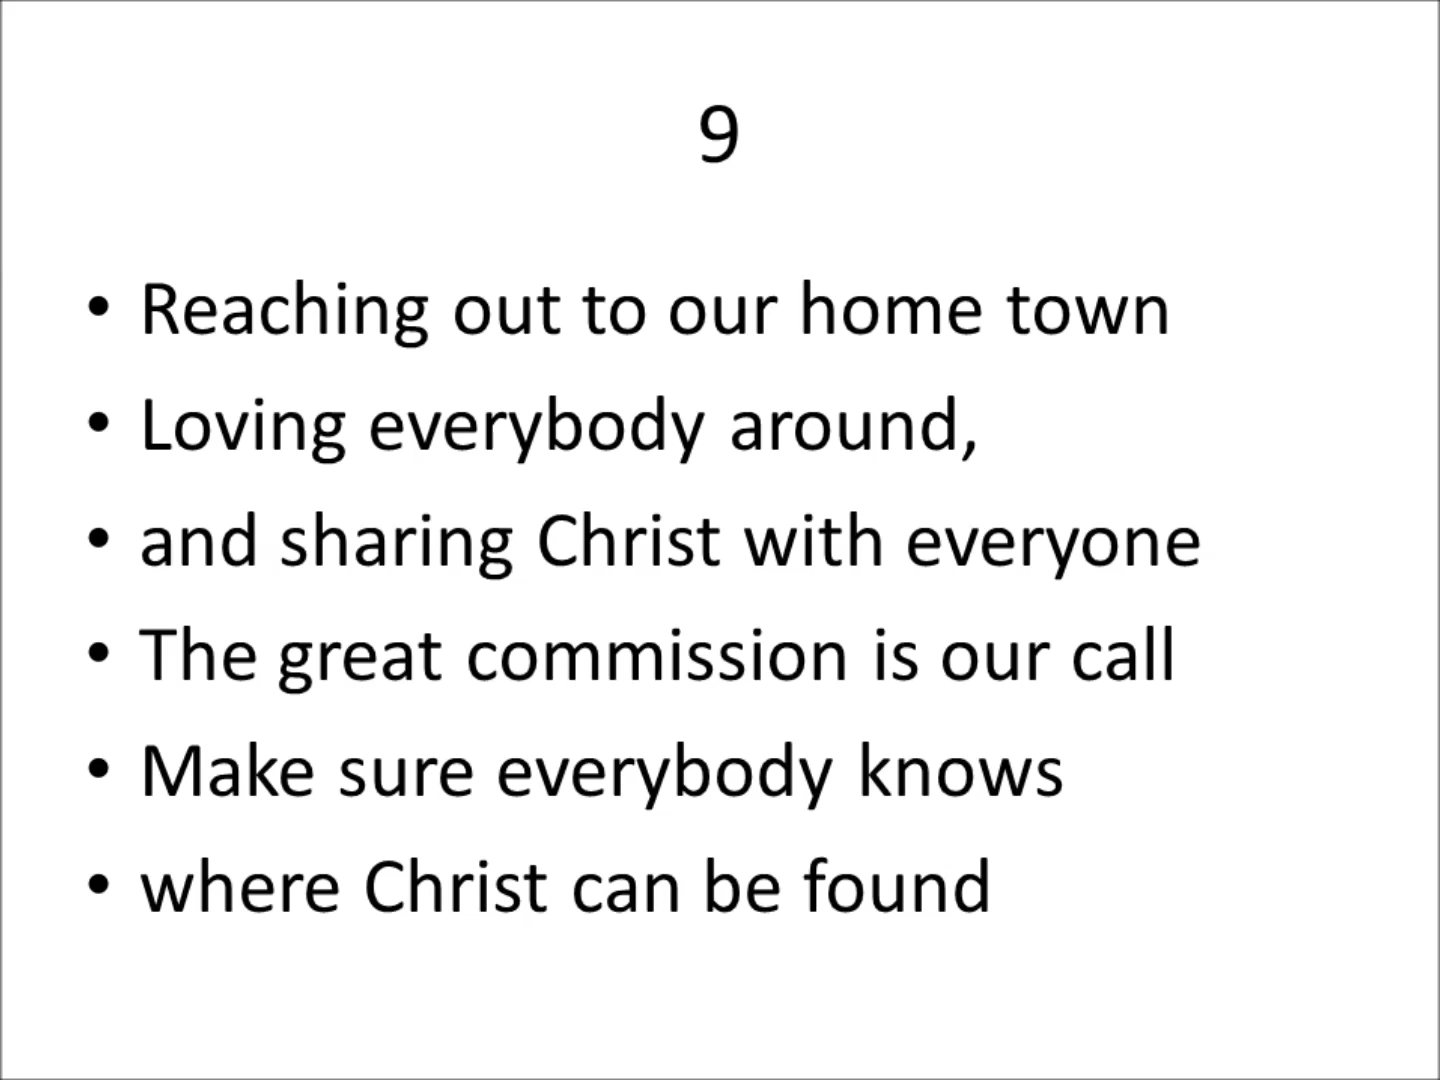 9
• Reaching out to our home town
• Loving everybody around,
• and sharing Christ with everyone
• The great commission is our call
• Make sure everybody knows
• where Christ can be found